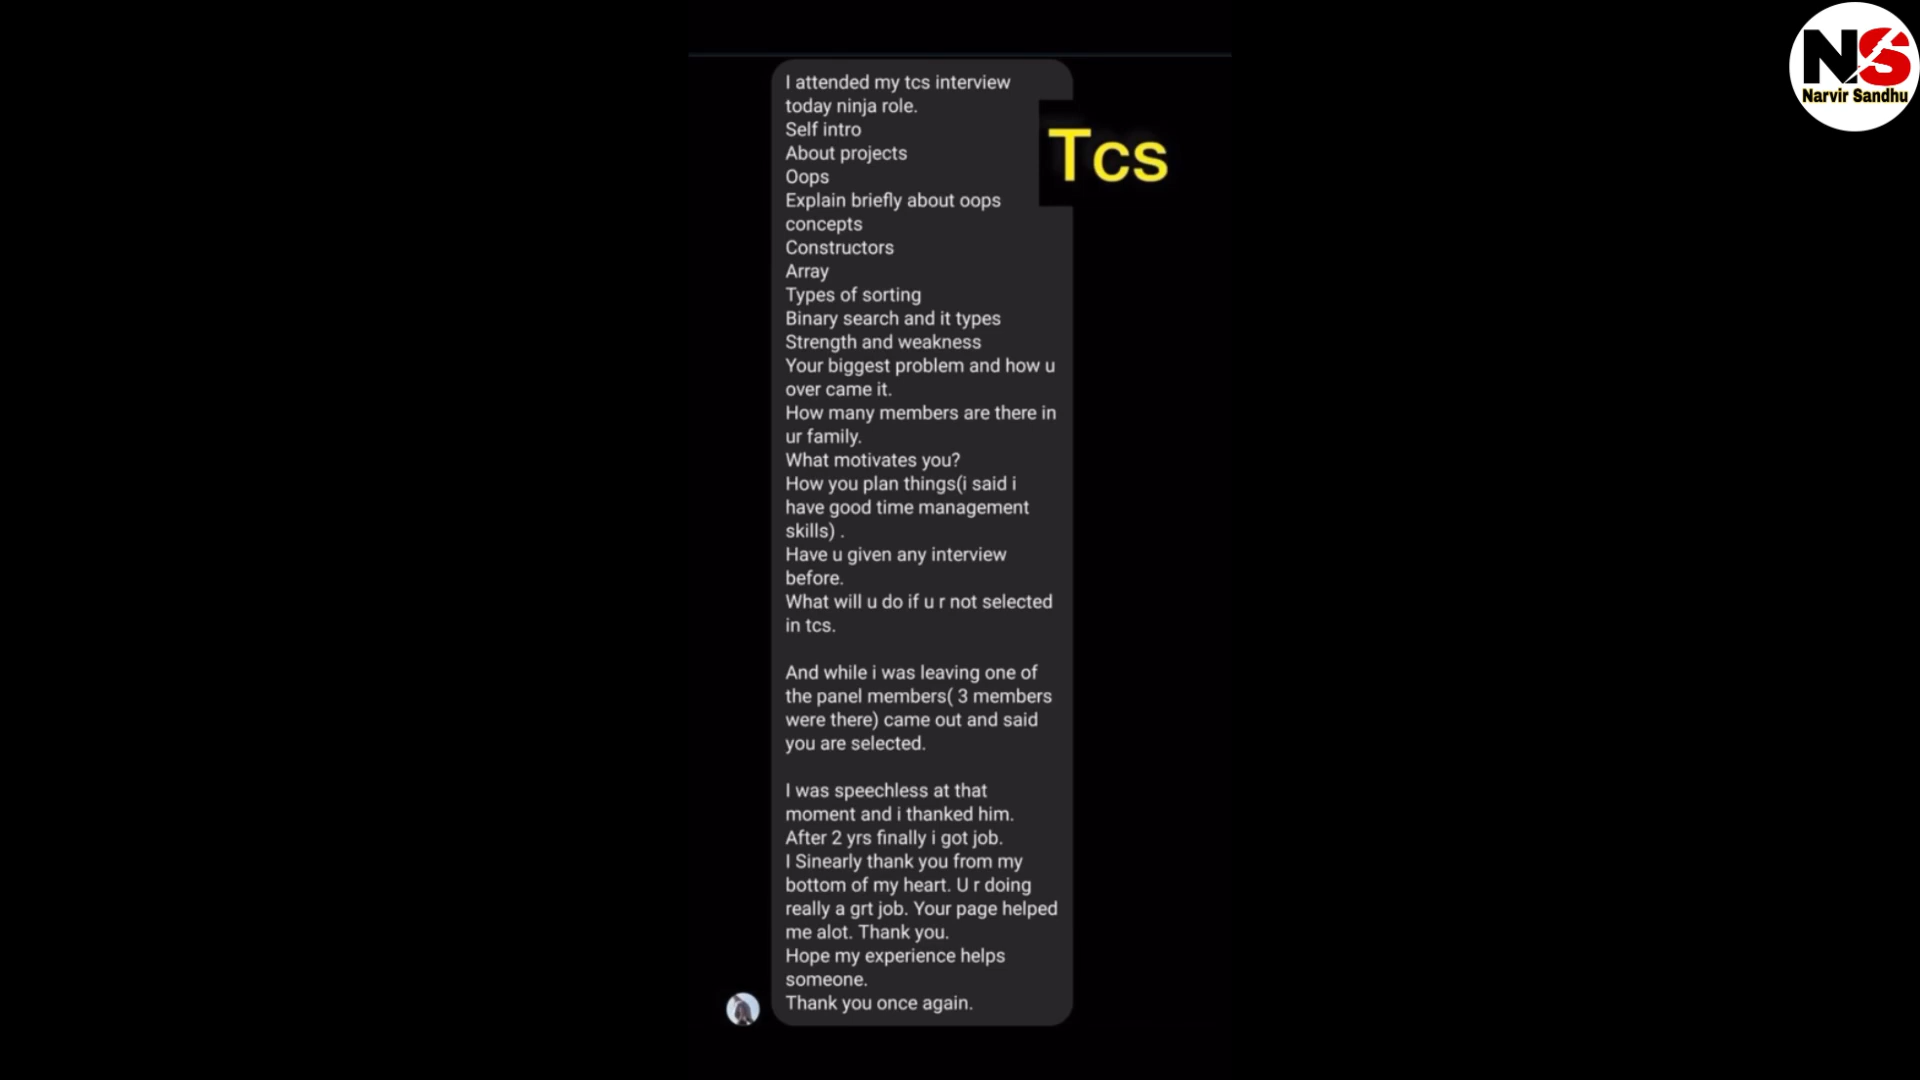 NS
Narvir Sandhu
Tcs
I attended my tcs interview
today ninja role.
Self intro
About projects
Oops
Explain briefly about oops
concepts
Constructors
Array
Types of sorting
Binary search and it types
Strength and weakness
Your biggest problem and how u
over came it.
How many members are there in
ur family.
What motivates you?
How you plan things(i said i
have good time management
skills) .
Have u given any interview
before.
What will u do if u r not selected
in tcs.
And while i was leaving one of
the panel members( 3 members
were there) came out and said
you are selected.
I was speechless at that
moment and i thanked him.
After 2 yrs finally i got job.
I Sinearly thank you from my
bottom of my heart. U r doing
really a grt job. Your page helped
me alot. Thank you.
Hope my experience helps
someone.
Thank you once again.